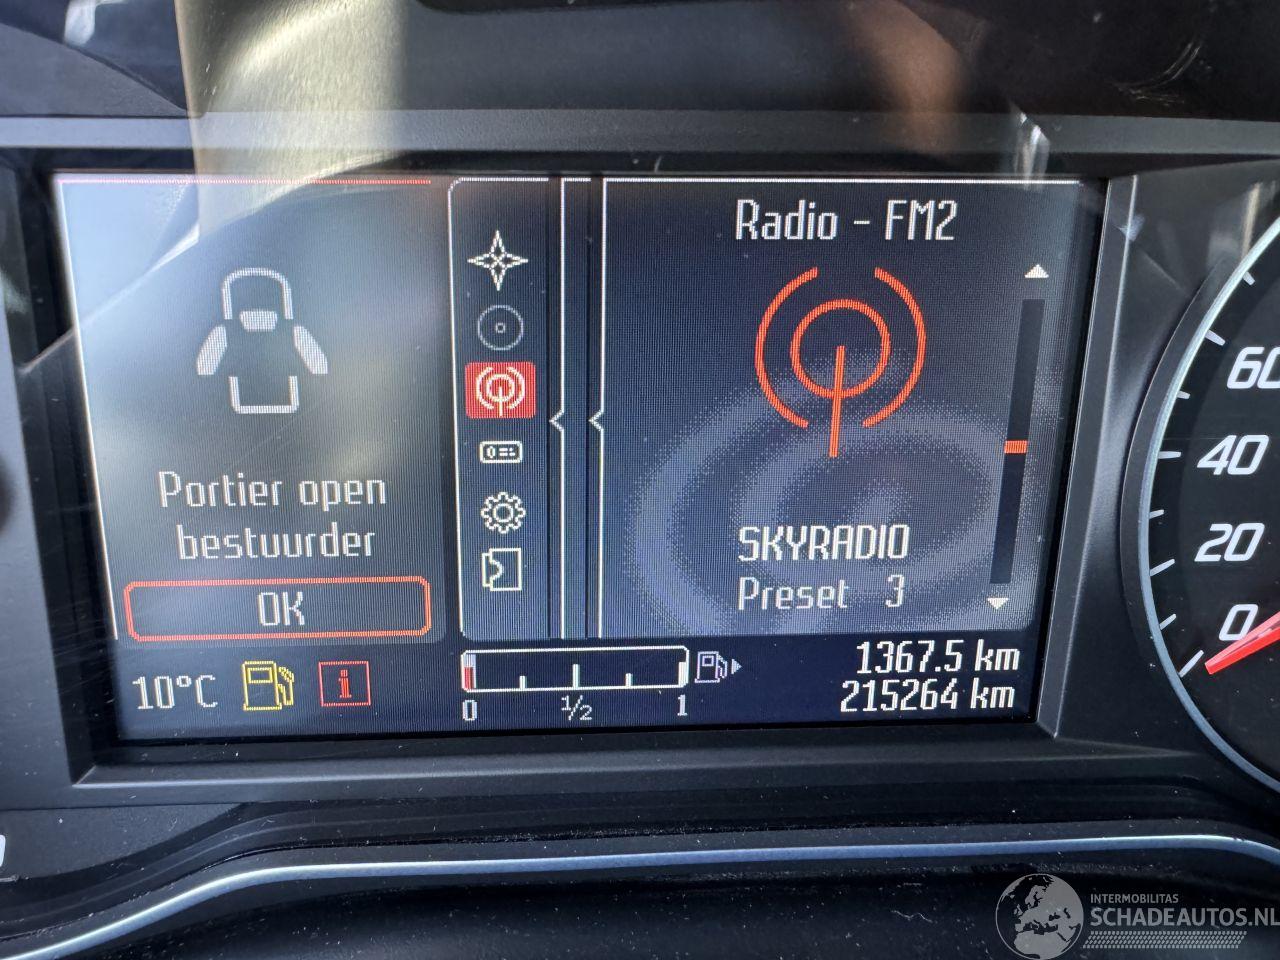 Radio - FM2
Portier open
bestuurder
OK
SKYRADIO
Preset 3
10°C
i
0 1/2 1
1367.5 km
215264 km
60
40
20
0
INTERMOBILITAS
SCHADEAUTOS.NL